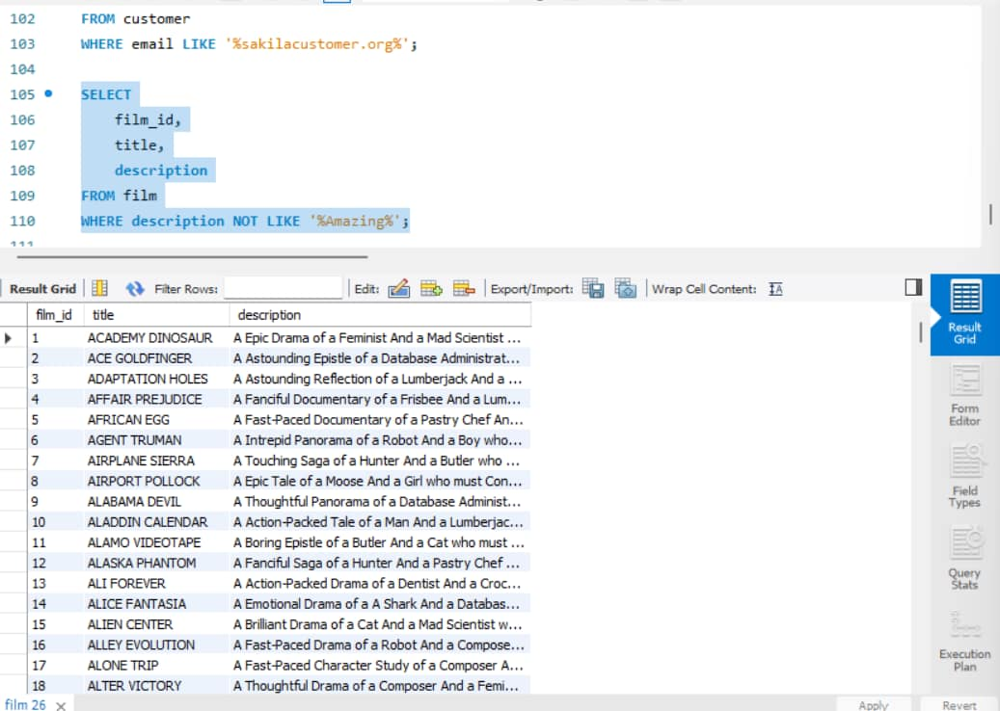 102 FROM customer
103 WHERE email LIKE '%sakilacustomer.org%';
104
105 SELECT
106 film_id,
107 title,
108 description
109 FROM film
110 WHERE description NOT LIKE '%Amazing%';
111
Result Grid Filter Rows: Edit: Export/Import: Wrap Cell Content: IA
film_id title description
1 ACADEMY DINOSAUR A Epic Drama of a Feminist And a Mad Scientist ...
2 ACE GOLDFINGER A Astounding Epistle of a Database Administrat...
3 ADAPTATION HOLES A Astounding Reflection of a Lumberjack And a ...
4 AFFAIR PREJUDICE A Fanciful Documentary of a Frisbee And a Lum...
5 AFRICAN EGG A Fast-Paced Documentary of a Pastry Chef An...
6 AGENT TRUMAN A Intrepid Panorama of a Robot And a Boy who...
7 AIRPLANE SIERRA A Touching Saga of a Hunter And a Butler who ...
8 AIRPORT POLLOCK A Epic Tale of a Moose And a Girl who must Con...
9 ALABAMA DEVIL A Thoughtful Panorama of a Database Administ...
10 ALADDIN CALENDAR A Action-Packed Tale of a Man And a Lumberjac...
11 ALAMO VIDEOTAPE A Boring Epistle of a Butler And a Cat who must ...
12 ALASKA PHANTOM A Fanciful Saga of a Hunter And a Pastry Chef ...
13 ALI FOREVER A Action-Packed Drama of a Dentist And a Croc...
14 ALICE FANTASIA A Emotional Drama of a A Shark And a Databas...
15 ALIEN CENTER A Brilliant Drama of a Cat And a Mad Scientist w...
16 ALLEY EVOLUTION A Fast-Paced Drama of a Robot And a Compose...
17 ALONE TRIP A Fast-Paced Character Study of a Composer A...
18 ALTER VICTORY A Thoughtful Drama of a Composer And a Femi...
Result
Grid
Form
Editor
Field
Types
Query
Stats
Execution
Plan
film 26 Apply Revert